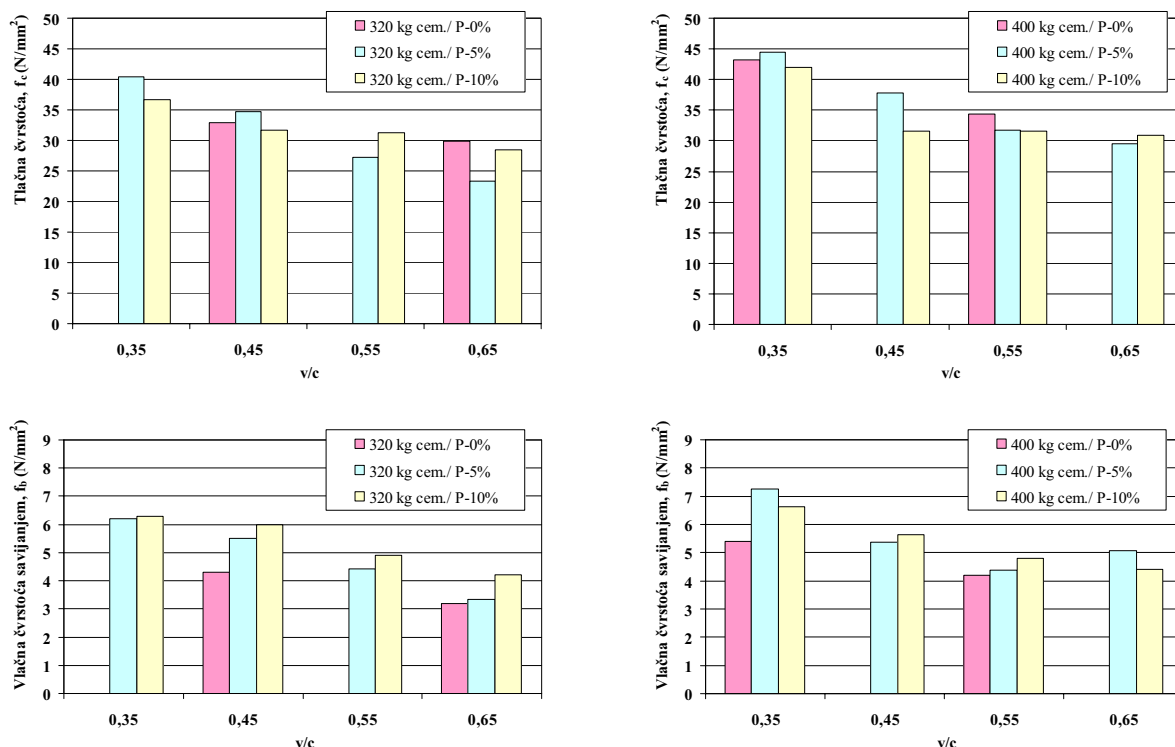 Tlačna čvrstoća, f_c (N/mm²)
50
45
40
35
30
25
20
15
10
5
0
320 kg cem./ P-0%
320 kg cem./ P-5%
320 kg cem./ P-10%
0,35 0,45 0,55 0,65
v/c
Tlačna čvrstoća, f_c (N/mm²)
50
45
40
35
30
25
20
15
10
5
0
400 kg cem./ P-0%
400 kg cem./ P-5%
400 kg cem./ P-10%
0,35 0,45 0,55 0,65
v/c
Vlačna čvrstoća savijanjem, f_b (N/mm²)
9
8
7
6
5
4
3
2
1
0
320 kg cem./ P-0%
320 kg cem./ P-5%
320 kg cem./ P-10%
0,35 0,45 0,55 0,65
v/c
Vlačna čvrstoća savijanjem, f_b (N/mm²)
9
8
7
6
5
4
3
2
1
0
400 kg cem./ P-0%
400 kg cem./ P-5%
400 kg cem./ P-10%
0,35 0,45 0,55 0,65
v/c